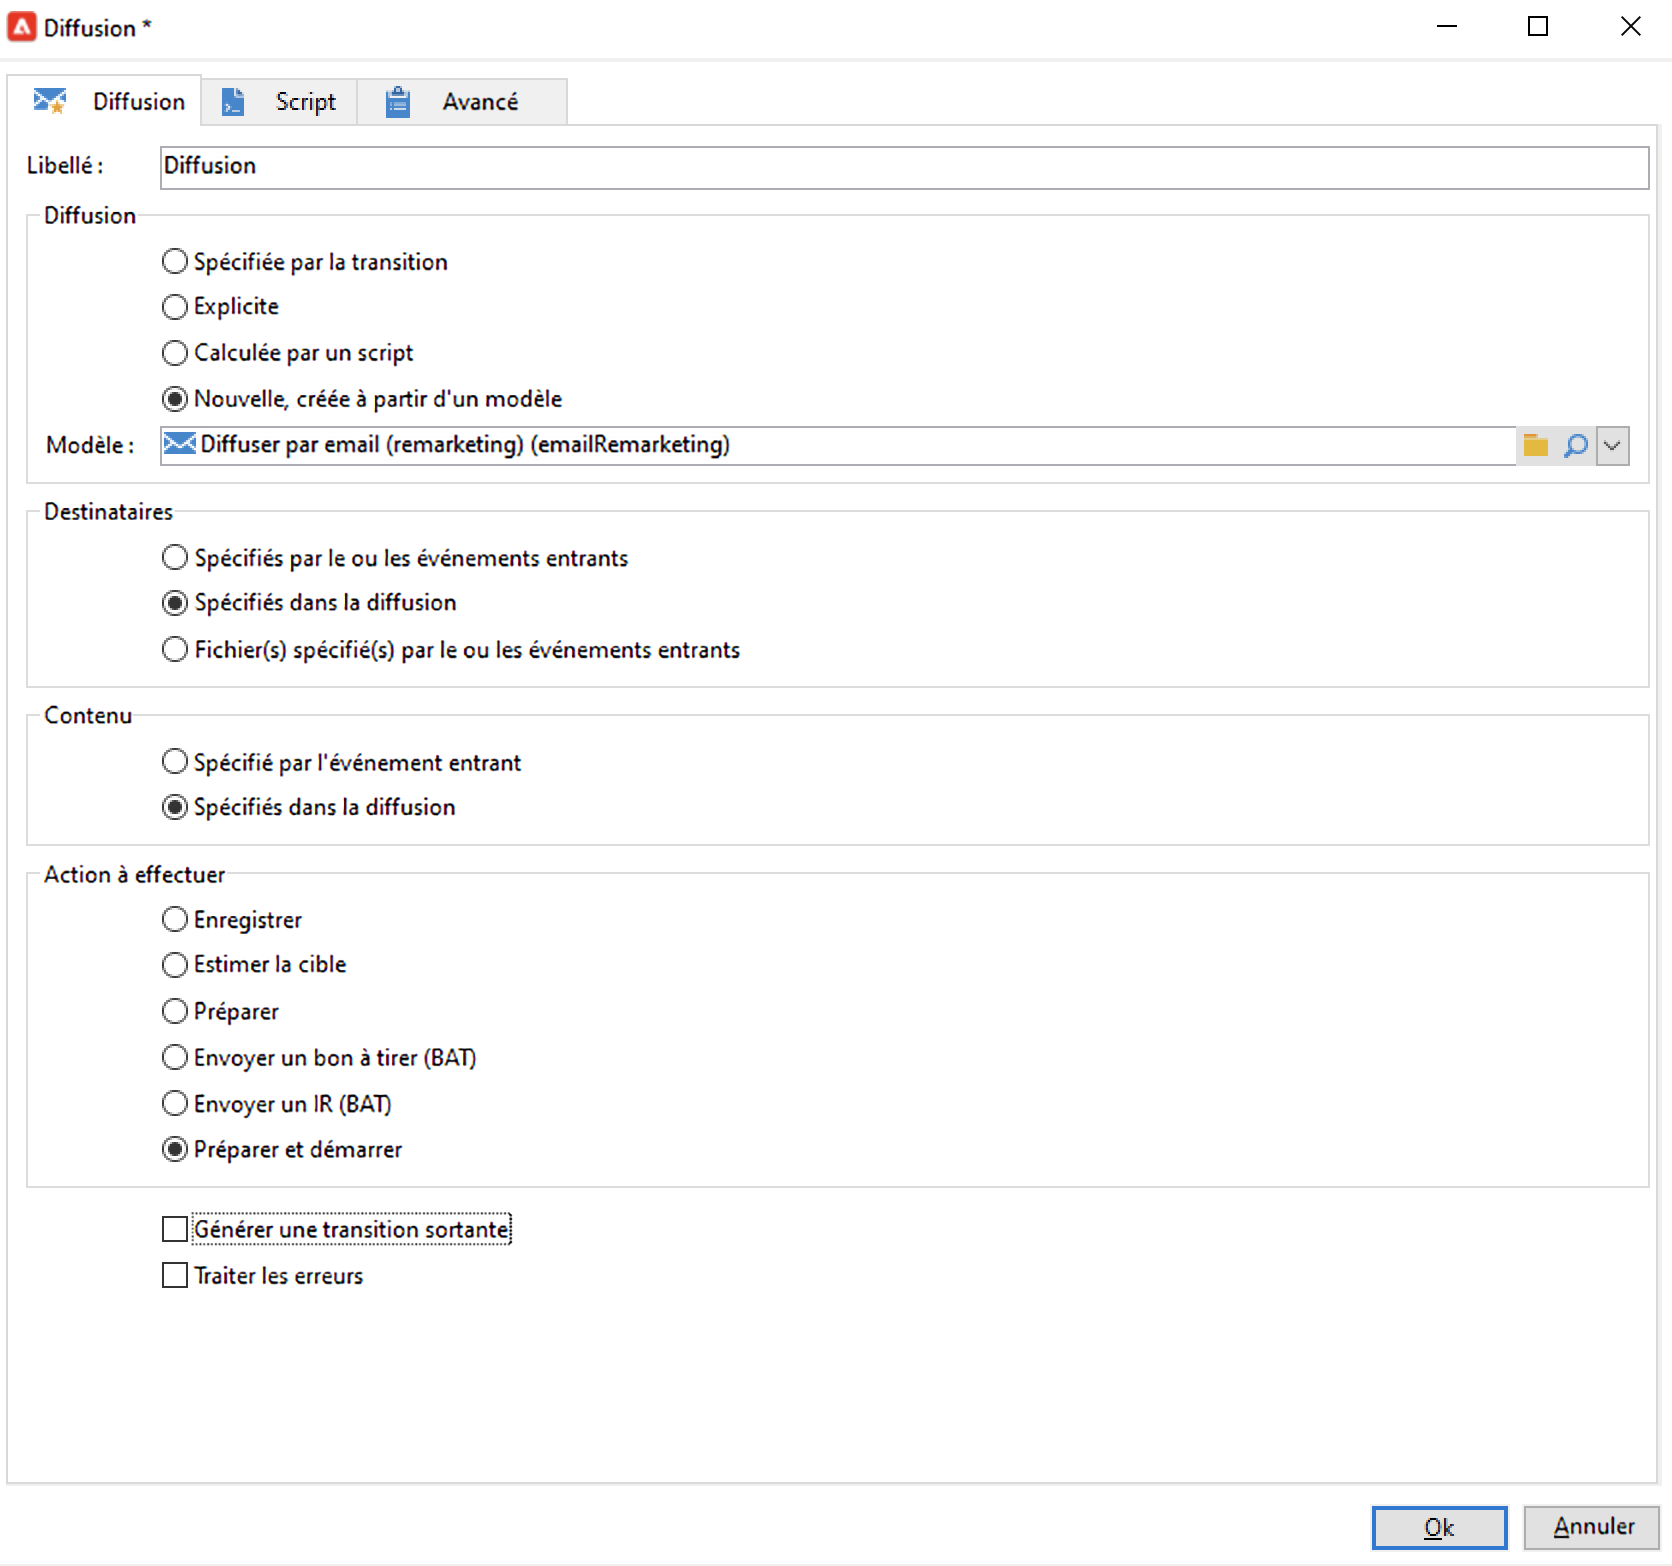 Diffusion *
Diffusion Script Avancé
Libellé : Diffusion
Diffusion
Spécifiée par la transition
Explicite
Calculée par un script
Nouvelle, créée à partir d'un modèle
Modèle : Diffuser par email (remarketing) (emailRemarketing)
Destinataires
Spécifiés par le ou les événements entrants
Spécifiés dans la diffusion
Fichier(s) spécifié(s) par le ou les événements entrants
Contenu
Spécifié par l'événement entrant
Spécifiés dans la diffusion
Action à effectuer
Enregistrer
Estimer la cible
Préparer
Envoyer un bon à tirer (BAT)
Envoyer un IR (BAT)
Préparer et démarrer
Générer une transition sortante
Traiter les erreurs
Ok Annuler